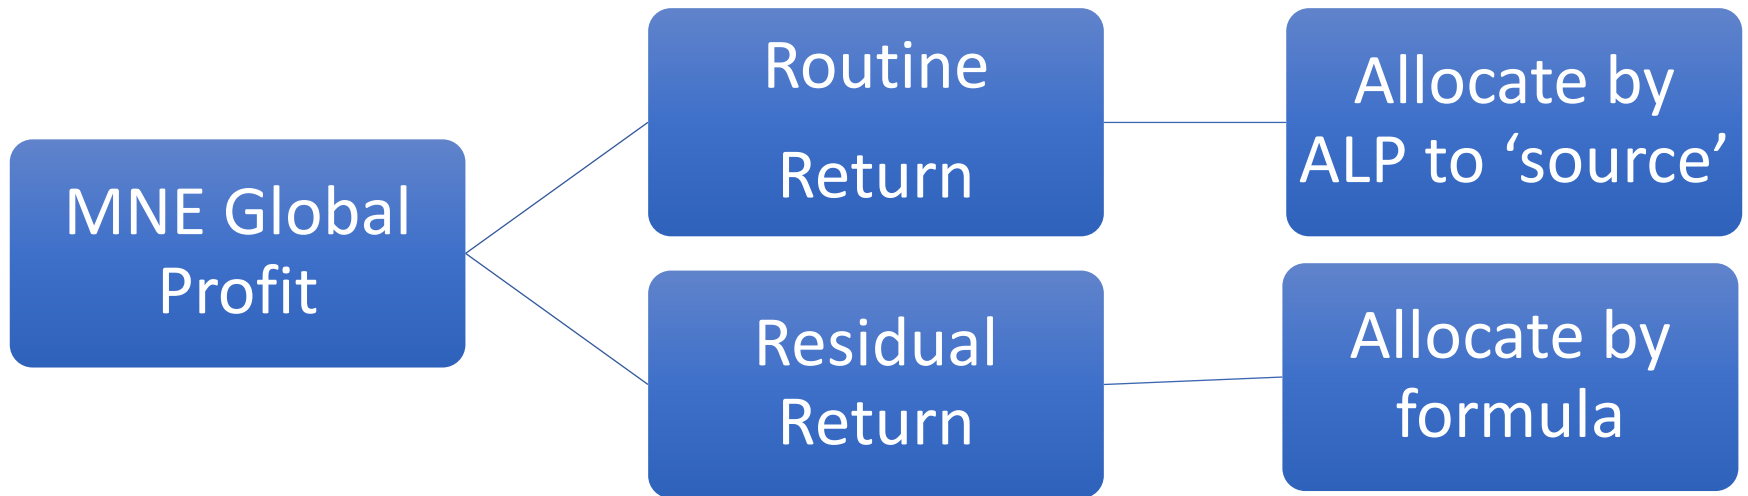 MNE Global
Profit
Routine
Return
Allocate by
ALP to ‘source’
Residual
Return
Allocate by
formula